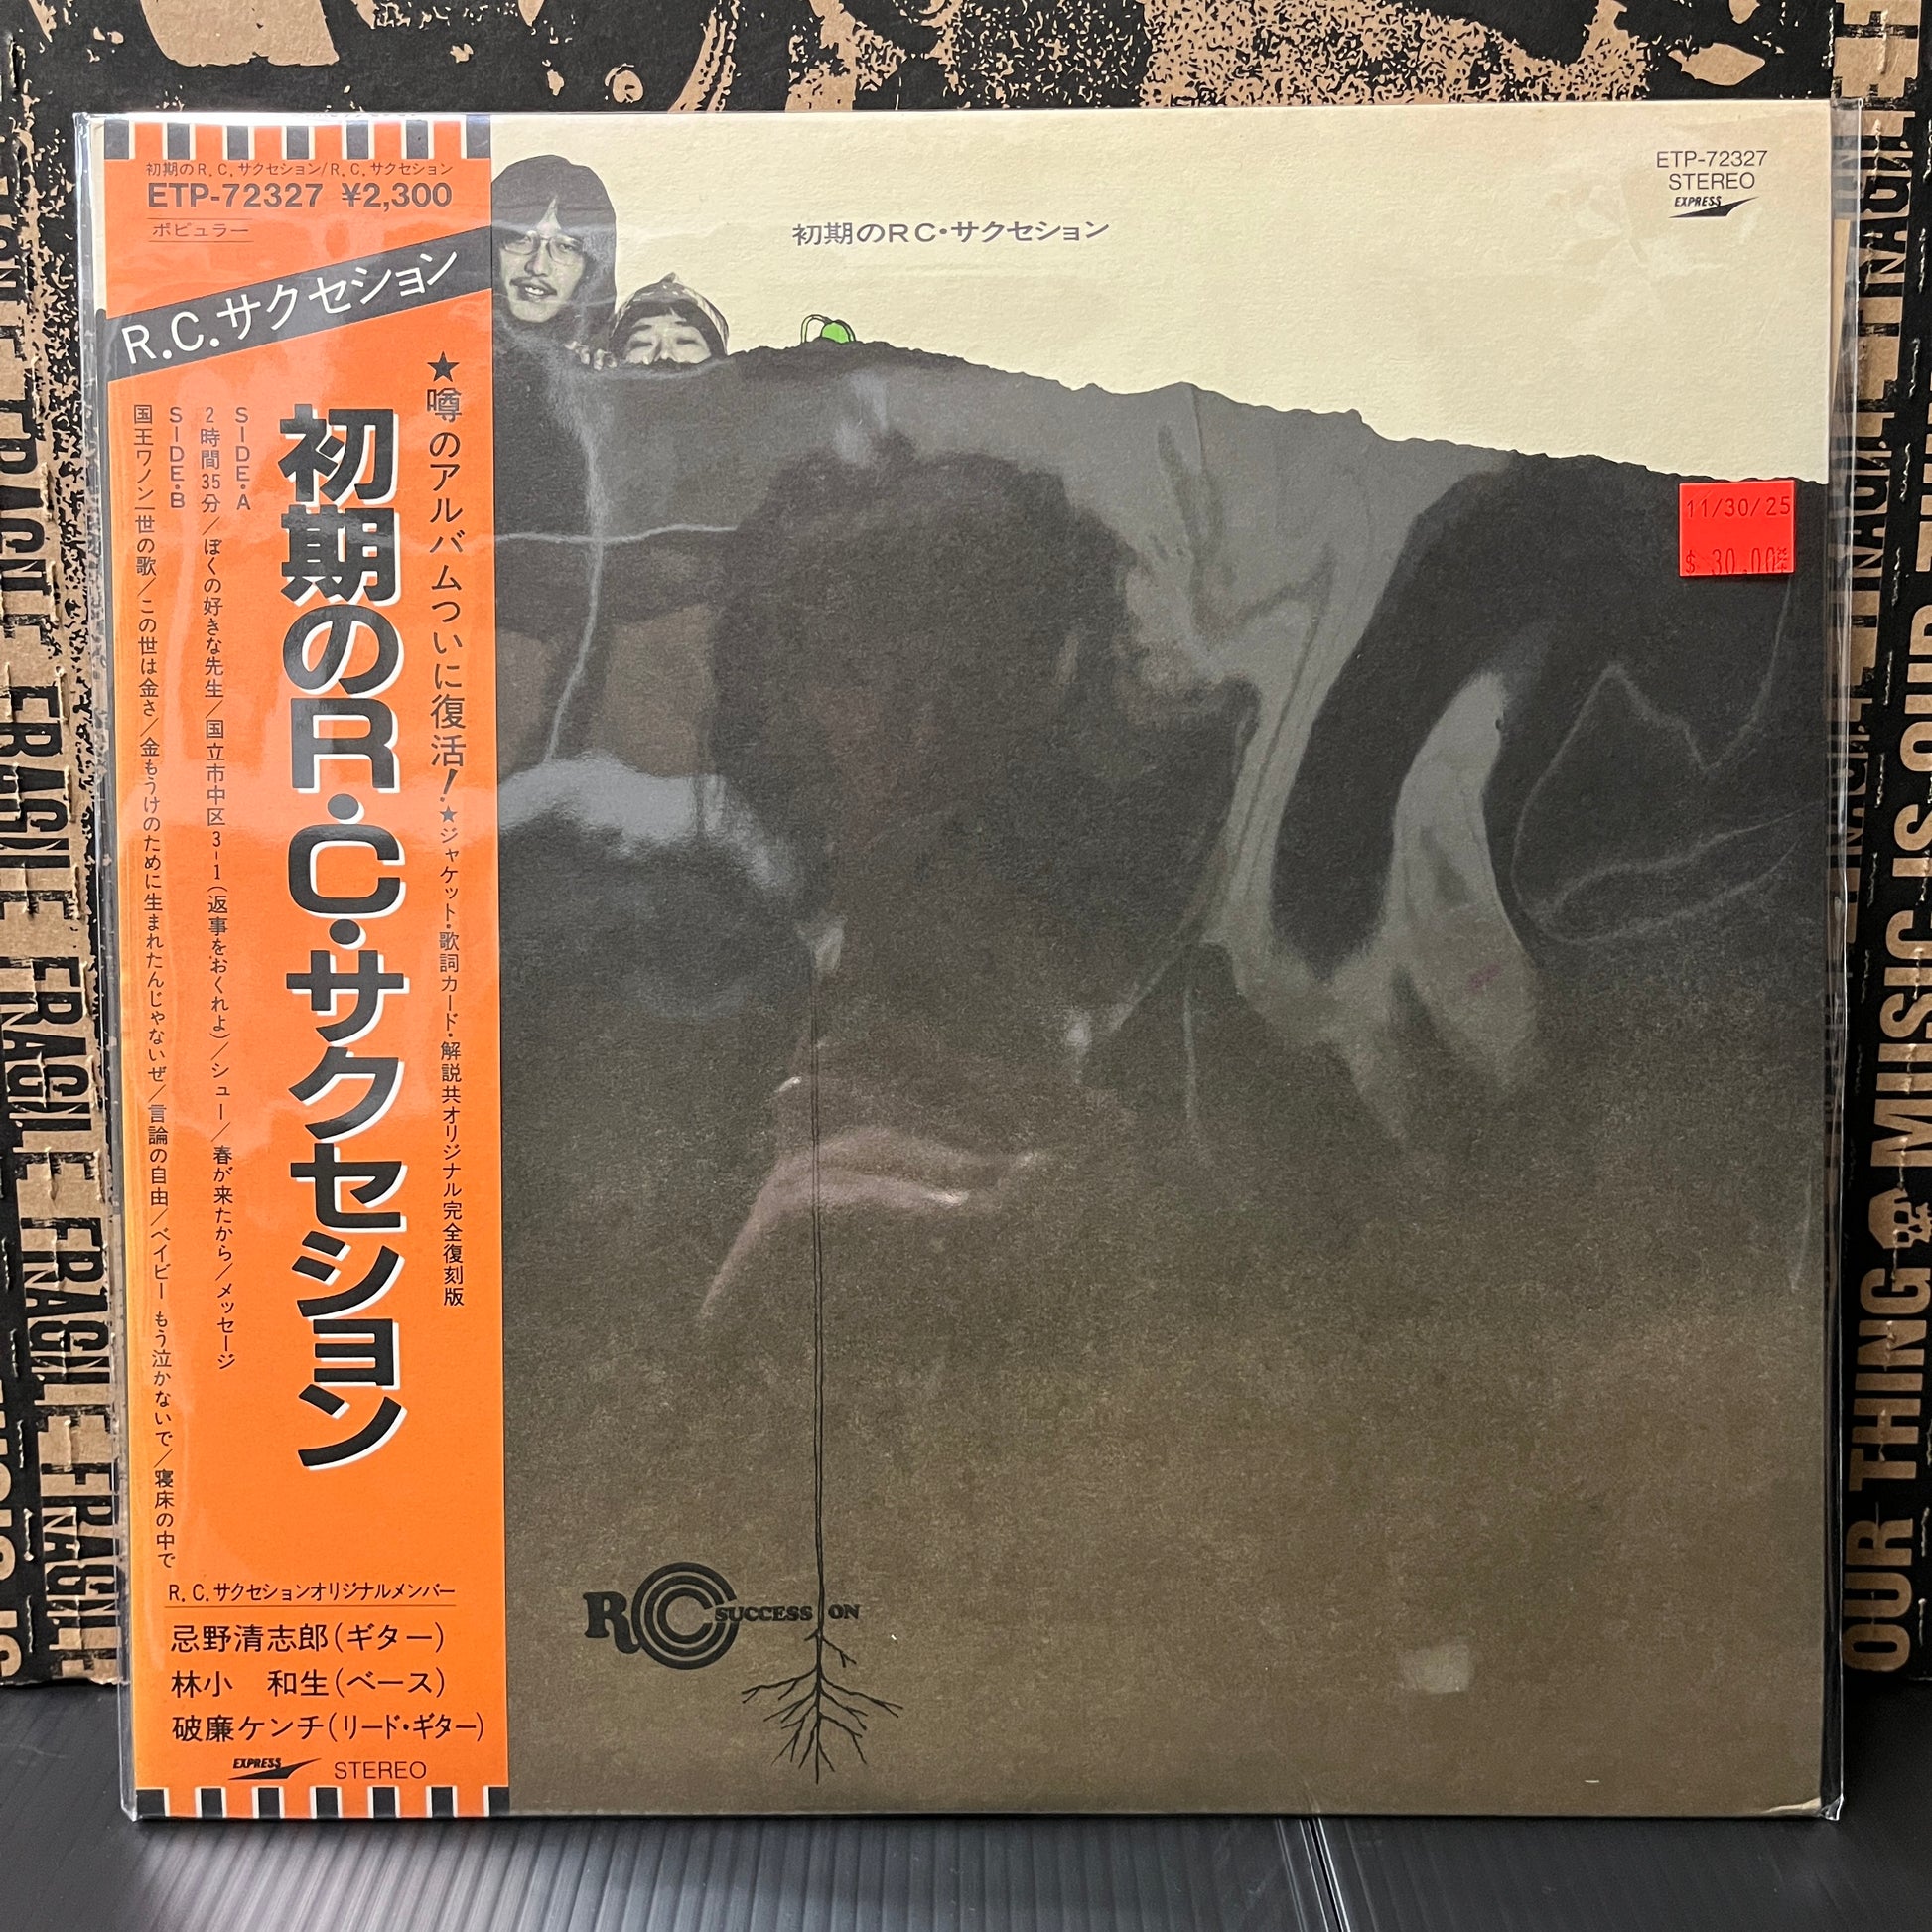 初期のR.C.サクセション/R.C.サクセション
ETP-72327 ¥2,300
ポピュラー
R.C.サクセション
★噂のアルバムついに復活!★ジャケット・歌詞カード・解説共オリジナル完全復刻版
初期のR・C・サクセション
SIDE・A
2時間35分/ぼくの好きな先生/国立市中区3-1(返事をおくれよ)/シュー/春が来たから/メッセージ
SIDE・B
国王ワノン一世の歌/この世は金さ/金もうけのために生まれたんじゃないぜ/言論の自由/ベイビーもう泣かないで/寝床の中で
R.C.サクセションオリジナルメンバー
忌野清志郎(ギター)
林小 和生(ベース)
破廉ケンチ(リード・ギター)
EXPRESS STEREO
初期のRC・サクセション
ETP-72327
STEREO
EXPRESS
11/30/25
$ 30.00
RC SUCCESSION
FRAGILE FRAGILE FRAGILE FRAGILE
OUR THING MUSIC IS OUR